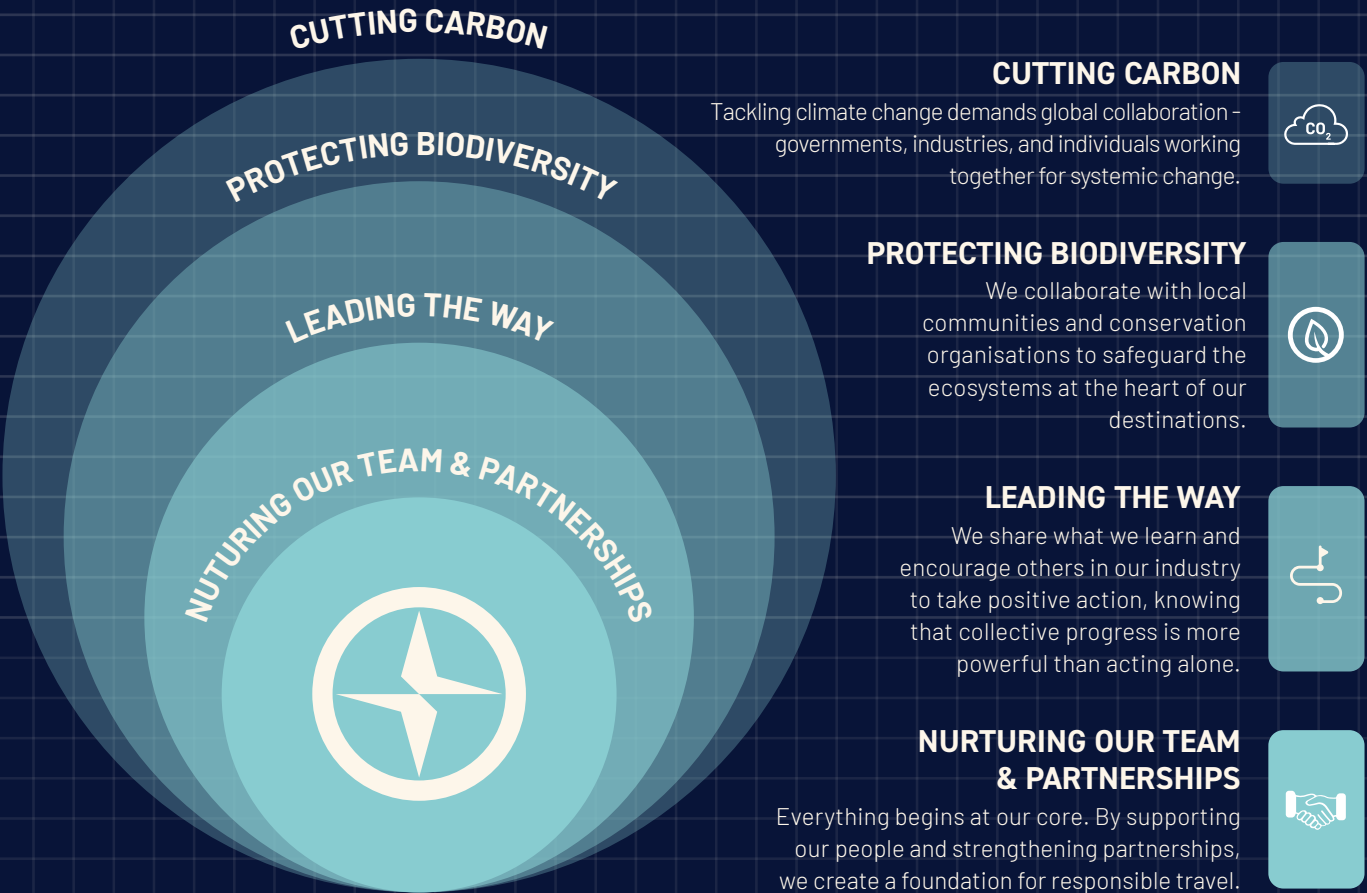 CUTTING CARBON
PROTECTING BIODIVERSITY
LEADING THE WAY
NUTURING OUR TEAM & PARTNERSHIPS
CUTTING CARBON
Tackling climate change demands global collaboration -
governments, industries, and individuals working
together for systemic change.
CO2
PROTECTING BIODIVERSITY
We collaborate with local
communities and conservation
organisations to safeguard the
ecosystems at the heart of our
destinations.
LEADING THE WAY
We share what we learn and
encourage others in our industry
to take positive action, knowing
that collective progress is more
powerful than acting alone.
NURTURING OUR TEAM
& PARTNERSHIPS
Everything begins at our core. By supporting
our people and strengthening partnerships,
we create a foundation for responsible travel.